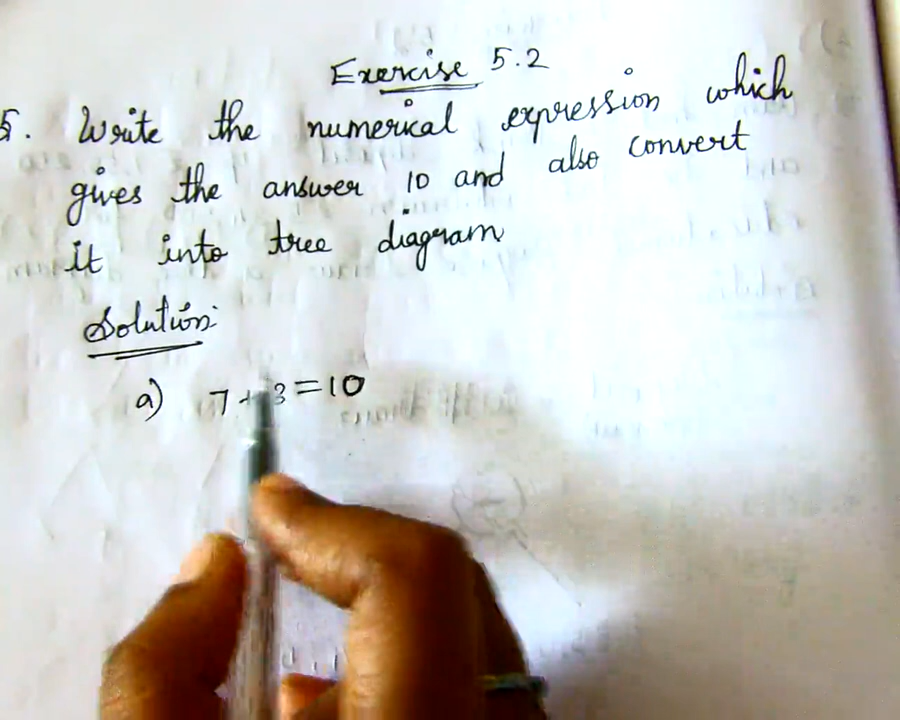 Exercise 5.2
5. Write the numerical expression which
gives the answer 10 and also convert
it into tree diagram
Solution:
a) 7+3=10